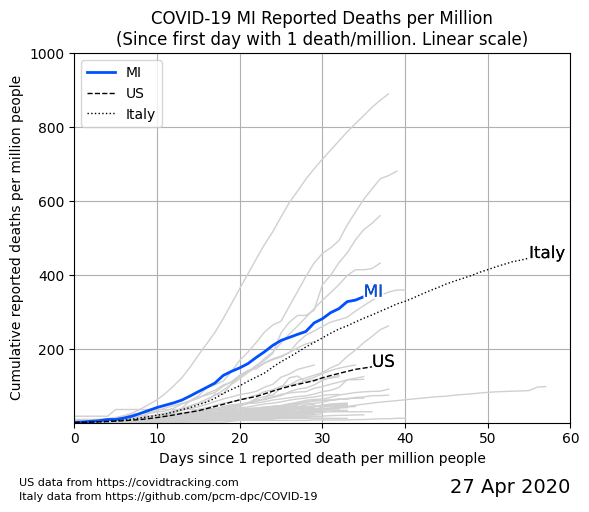 COVID-19 MI Reported Deaths per Million
(Since first day with 1 death/million. Linear scale)
Cumulative reported deaths per million people
1000
800
600
400
200
MI
US
Italy
Italy
MI
US
0 10 20 30 40 50 60
Days since 1 reported death per million people
US data from https://covidtracking.com
Italy data from https://github.com/pcm-dpc/COVID-19
27 Apr 2020